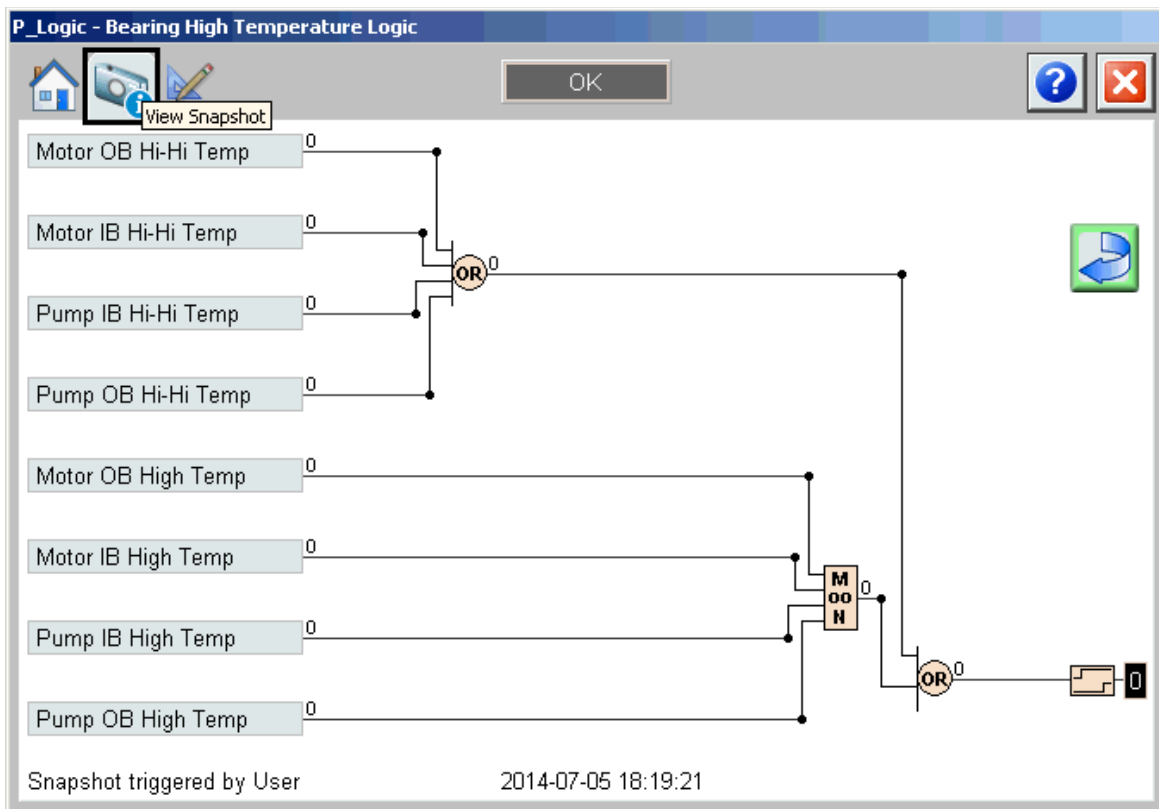 P_Logic - Bearing High Temperature Logic
OK
?
i
View Snapshot
Motor OB Hi-Hi Temp 0
Motor IB Hi-Hi Temp 0
OR 0
Pump IB Hi-Hi Temp 0
Pump OB Hi-Hi Temp 0
Motor OB High Temp 0
Motor IB High Temp 0
M
oo
N
0
Pump IB High Temp 0
OR 0
0
Pump OB High Temp 0
Snapshot triggered by User 2014-07-05 18:19:21